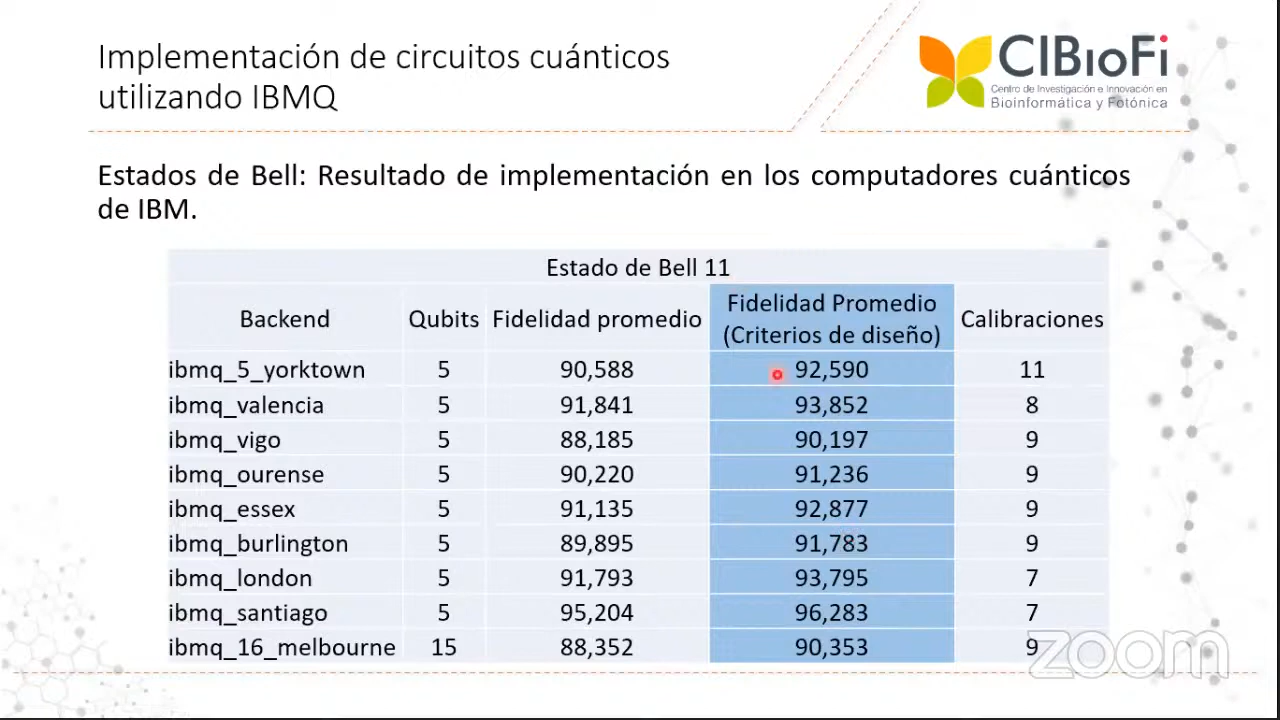 Implementación de circuitos cuánticos
utilizando IBMQ
CIBioFi
Centro de Investigación e Innovación en
Bioinformática y Fotónica
Estados de Bell: Resultado de implementación en los computadores cuánticos
de IBM.
Estado de Bell 11
Backend Qubits Fidelidad promedio Fidelidad Promedio (Criterios de diseño) Calibraciones
ibmq_5_yorktown 5 90,588 92,590 11
ibmq_valencia 5 91,841 93,852 8
ibmq_vigo 5 88,185 90,197 9
ibmq_ourense 5 90,220 91,236 9
ibmq_essex 5 91,135 92,877 9
ibmq_burlington 5 89,895 91,783 9
ibmq_london 5 91,793 93,795 7
ibmq_santiago 5 95,204 96,283 7
ibmq_16_melbourne 15 88,352 90,353 9
zoom